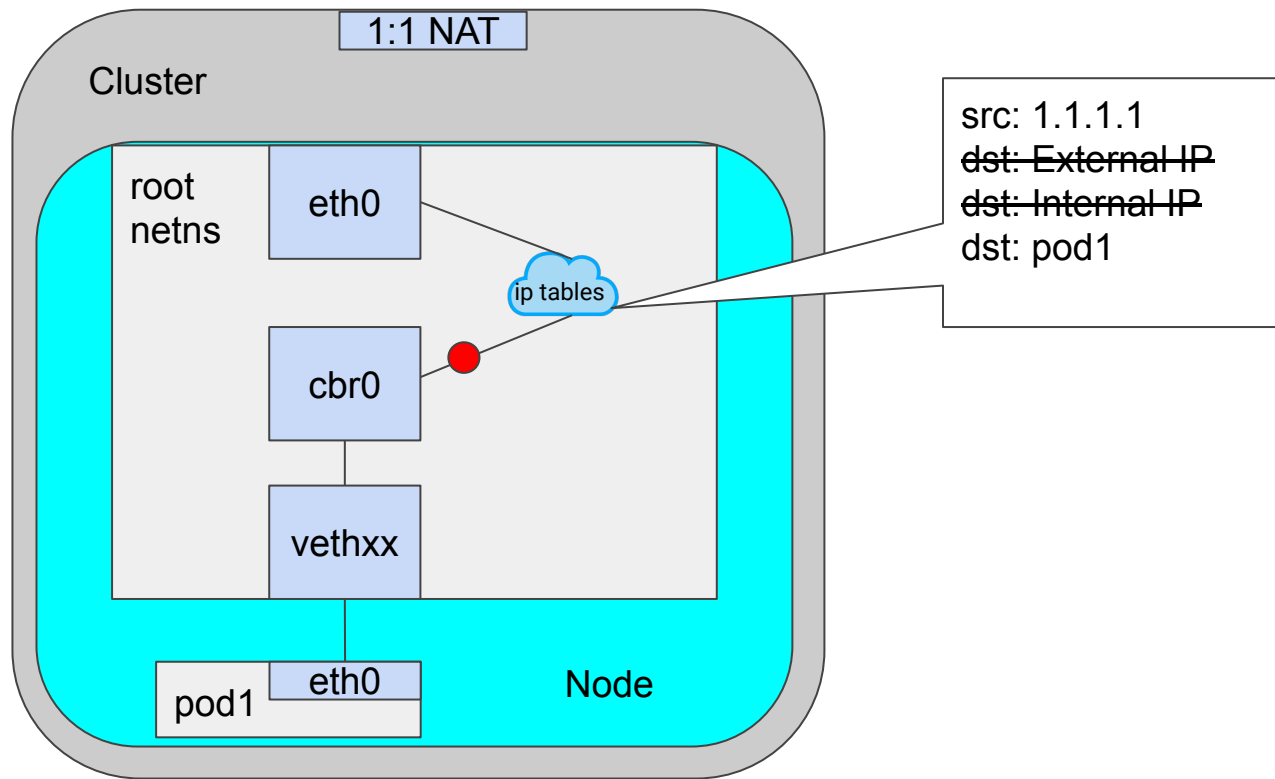 1:1 NAT
Cluster
src: 1.1.1.1
dst: External IP
dst: Internal IP
dst: pod1
root
netns
eth0
ip tables
cbr0
vethxx
eth0
pod1
Node